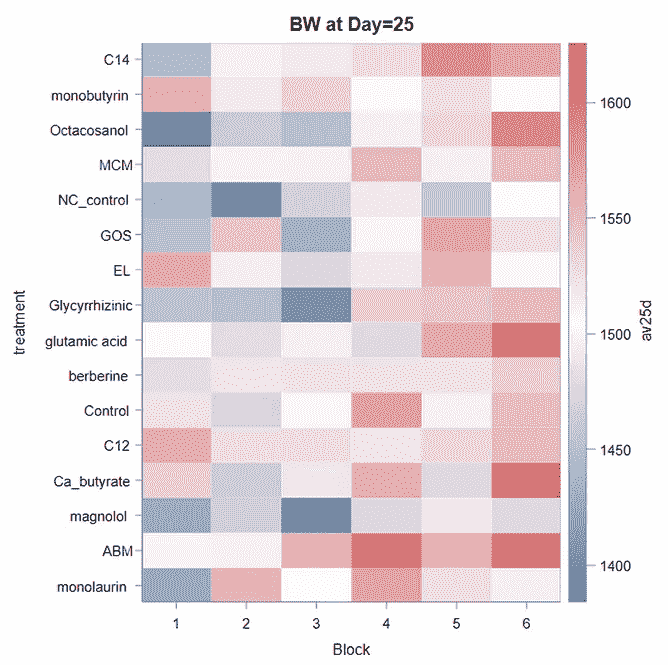 BW at Day=25
C14
monobutyrin
Octacosanol
MCM
NC_control
GOS
EL
Glycyrrhizinic
glutamic acid
berberine
Control
C12
Ca_butyrate
magnolol
ABM
monolaurin
treatment
1 2 3 4 5 6
Block
1600
1550
1500
1450
1400
av25d